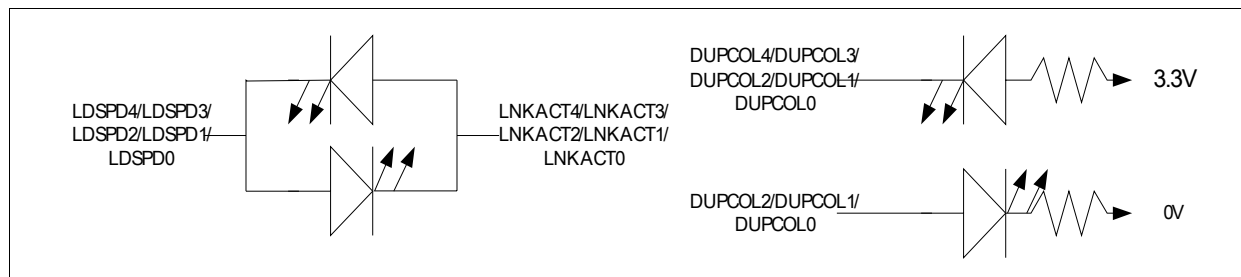 LDSPD4/LDSPD3/
LDSPD2/LDSPD1/
LDSPD0
LNKACT4/LNKACT3/
LNKACT2/LNKACT1/
LNKACT0
DUPCOL4/DUPCOL3/
DUPCOL2/DUPCOL1/
DUPCOL0
3.3V
DUPCOL2/DUPCOL1/
DUPCOL0
0V